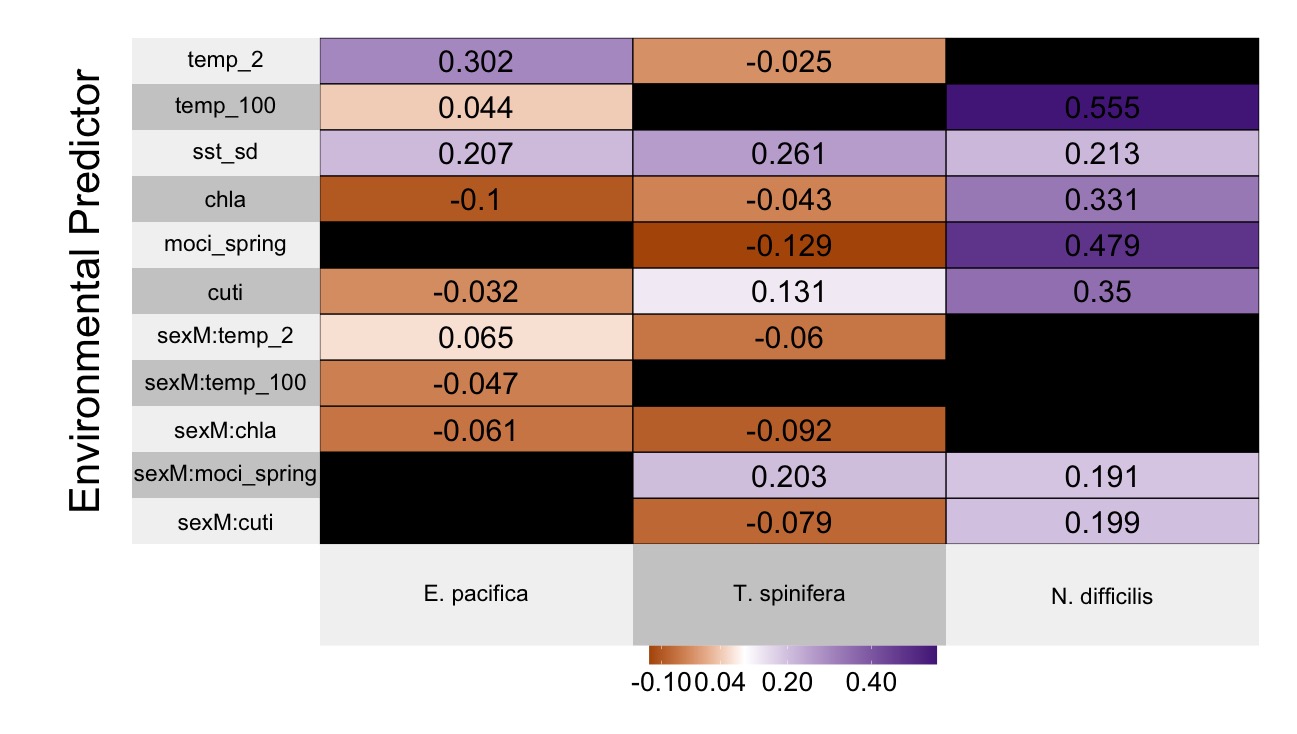 Environmental Predictor
temp_2 0.302 -0.025
temp_100 0.044 0.555
sst_sd 0.207 0.261 0.213
chla -0.1 -0.043 0.331
moci_spring -0.129 0.479
cuti -0.032 0.131 0.35
sexM:temp_2 0.065 -0.06
sexM:temp_100 -0.047
sexM:chla -0.061 -0.092
sexM:moci_spring 0.203 0.191
sexM:cuti -0.079 0.199
E. pacifica T. spinifera N. difficilis
-0.10 0.04 0.20 0.40